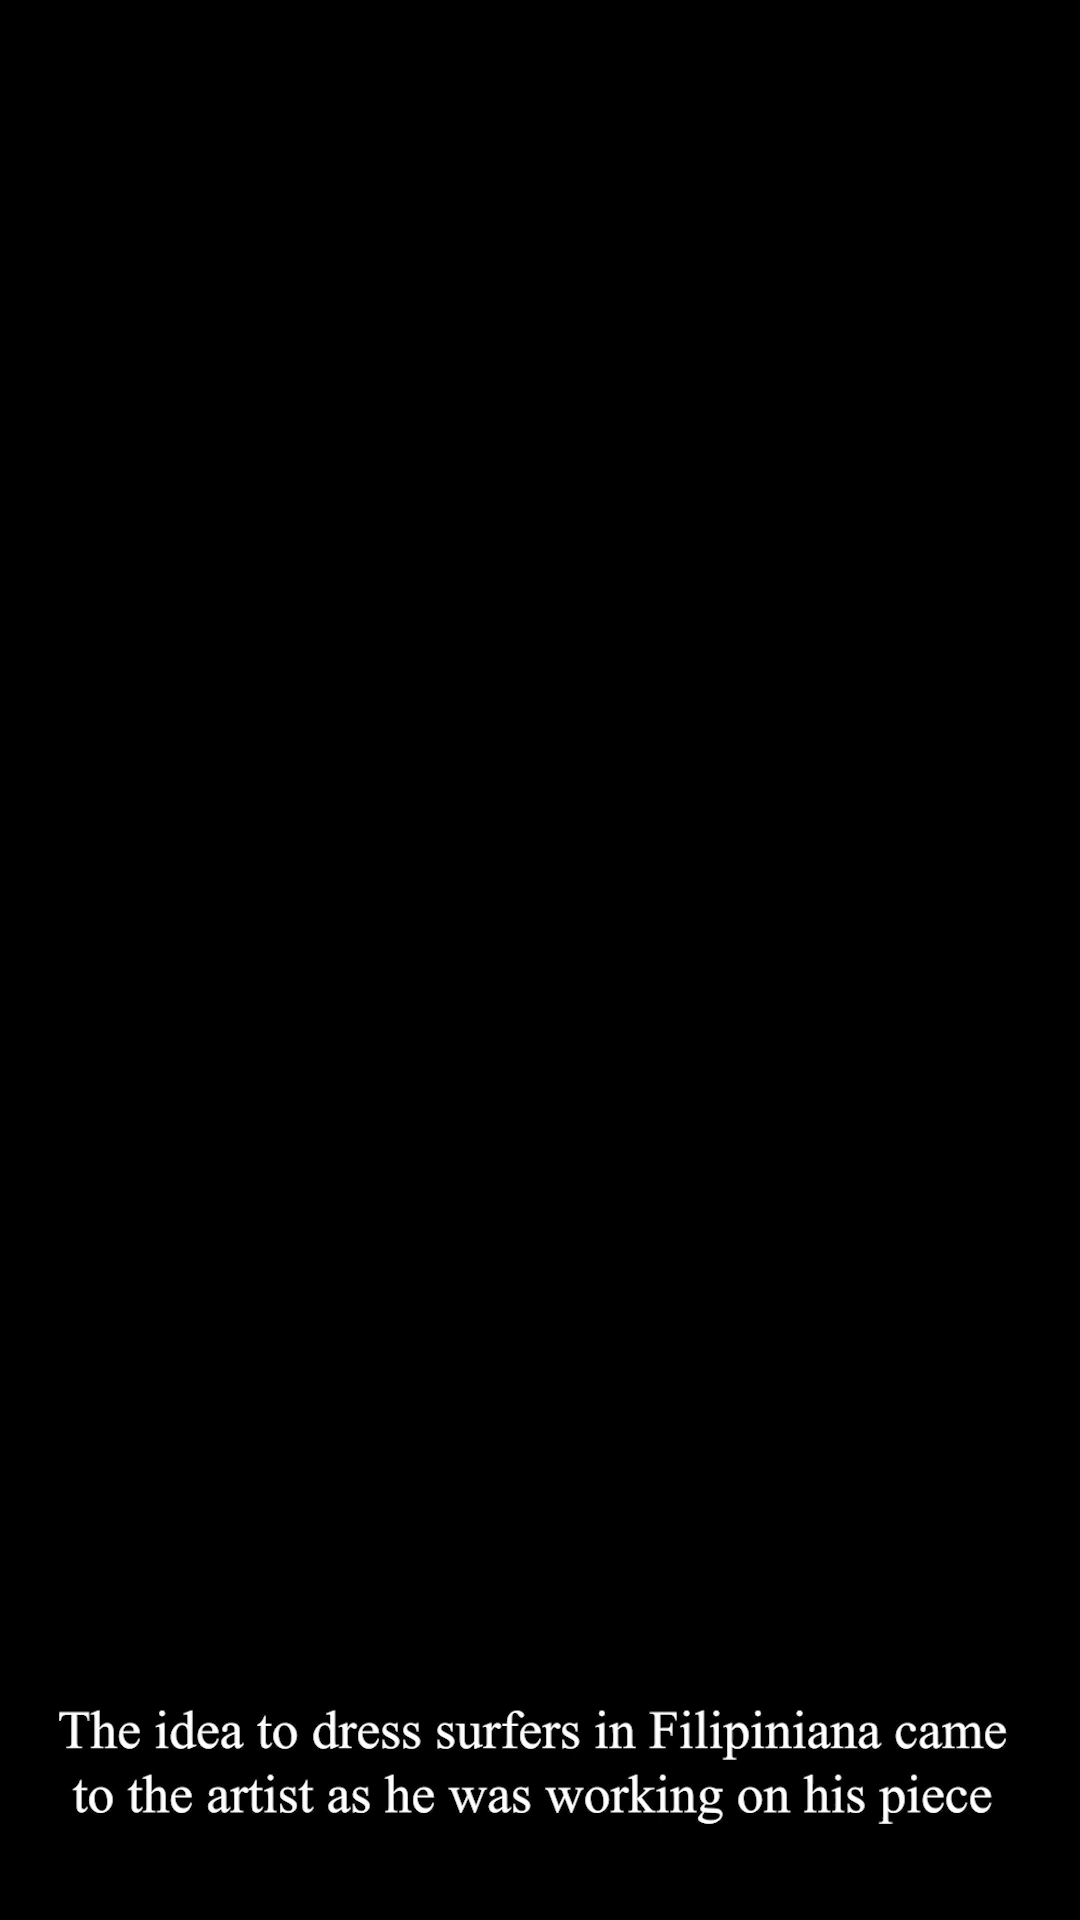 The idea to dress surfers in Filipiniana came
to the artist as he was working on his piece